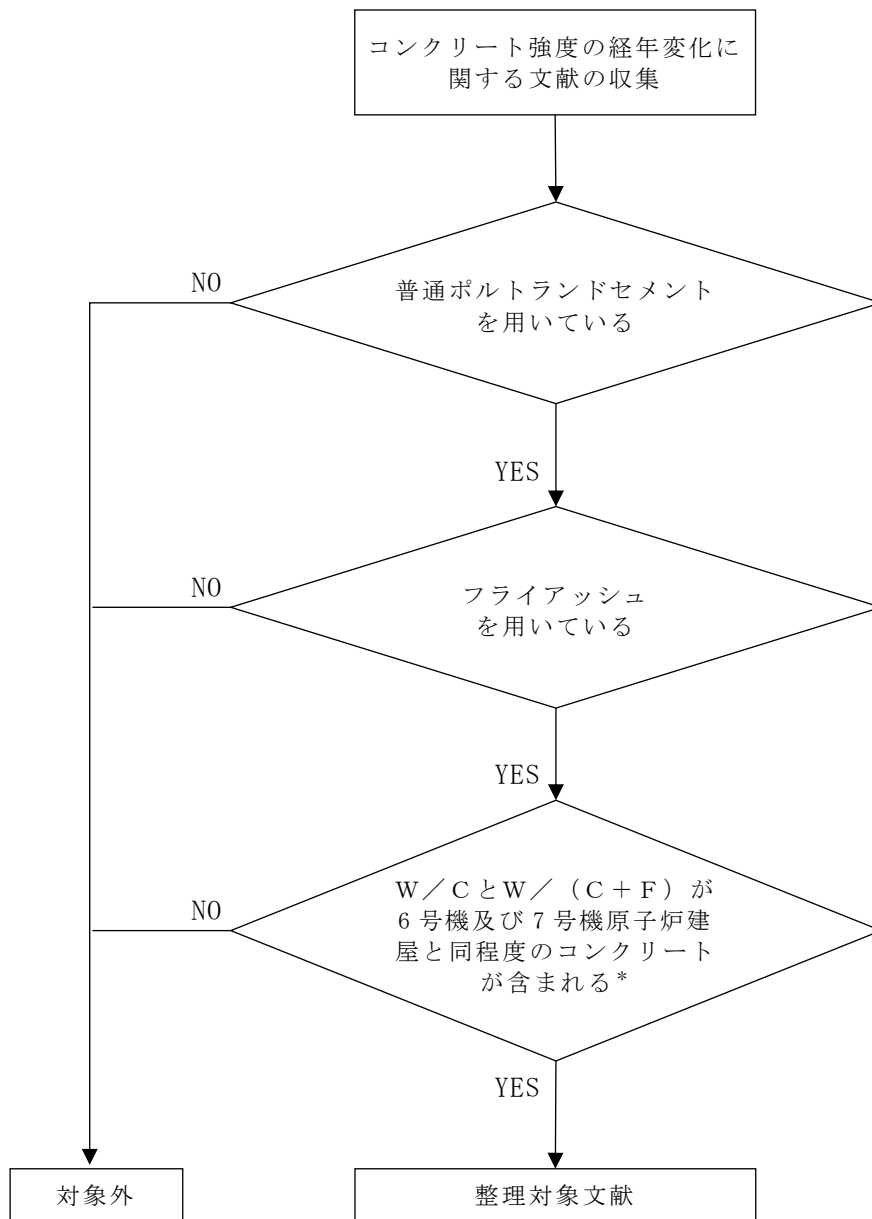 コンクリート強度の経年変化に
関する文献の収集
NO
普通ポルトランドセメント
を用いている
YES
NO
フライアッシュ
を用いている
YES
NO
W／CとW／（C＋F）が
6号機及び7号機原子炉建
屋と同程度のコンクリート
が含まれる*
YES
対象外
整理対象文献